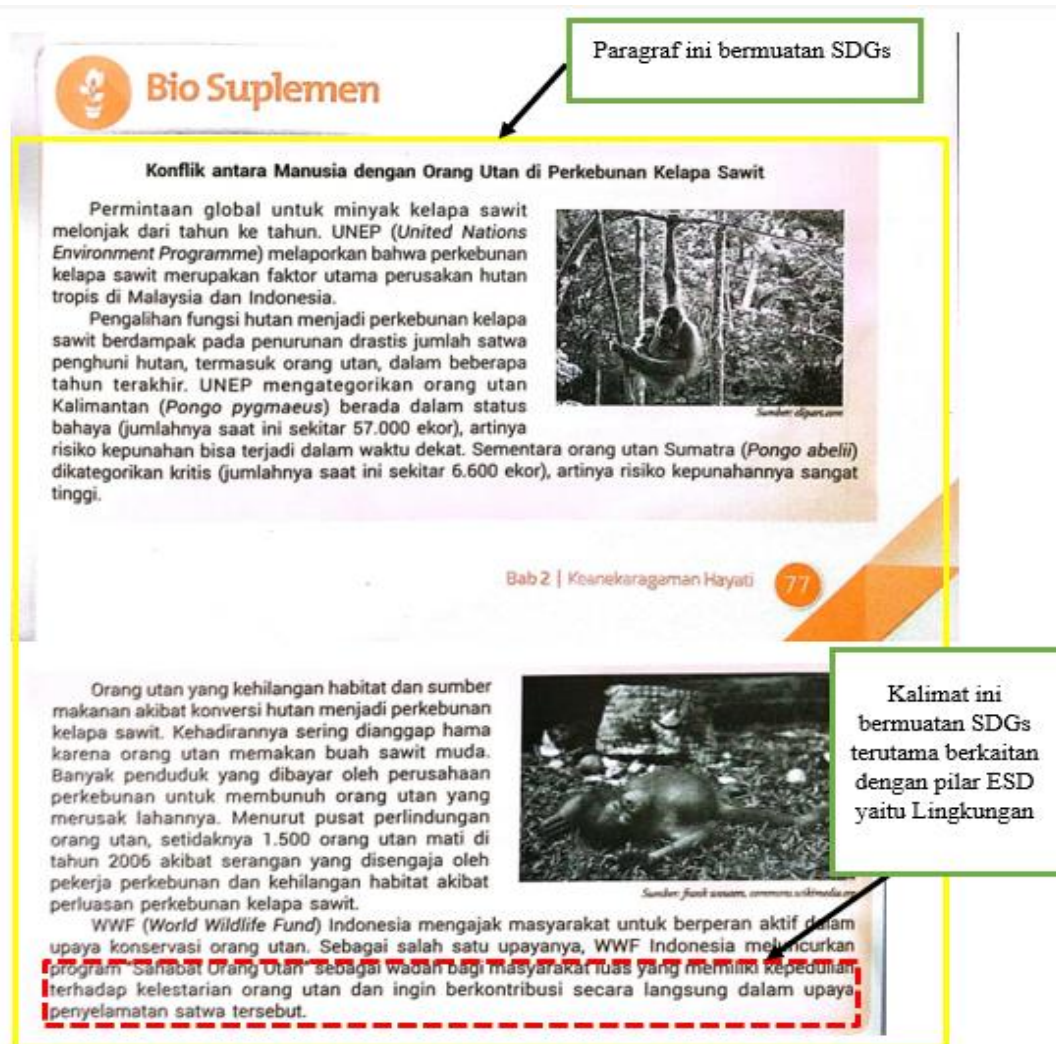 Paragraf ini bermuatan SDGs
Bio Suplemen
Konflik antara Manusia dengan Orang Utan di Perkebunan Kelapa Sawit
Permintaan global untuk minyak kelapa sawit
melonjak dari tahun ke tahun. UNEP (United Nations
Environment Programme) melaporkan bahwa perkebunan
kelapa sawit merupakan faktor utama perusakan hutan
tropis di Malaysia dan Indonesia.
Pengalihan fungsi hutan menjadi perkebunan kelapa
sawit berdampak pada penurunan drastis jumlah satwa
penghuni hutan, termasuk orang utan, dalam beberapa
tahun terakhir. UNEP mengategorikan orang utan
Kalimantan (Pongo pygmaeus) berada dalam status
bahaya (jumlahnya saat ini sekitar 57.000 ekor), artinya
Sumber: clipart.com
risiko kepunahan bisa terjadi dalam waktu dekat. Sementara orang utan Sumatra (Pongo abelii)
dikategorikan kritis (jumlahnya saat ini sekitar 6.600 ekor), artinya risiko kepunahannya sangat
tinggi.
Bab 2 | Keanekaragaman Hayati 77
Kalimat ini
bermuatan SDGs
terutama berkaitan
dengan pilar ESD
yaitu Lingkungan
Orang utan yang kehilangan habitat dan sumber
makanan akibat konversi hutan menjadi perkebunan
kelapa sawit. Kehadirannya sering dianggap hama
karena orang utan memakan buah sawit muda.
Banyak penduduk yang dibayar oleh perusahaan
perkebunan untuk membunuh orang utan yang
merusak lahannya. Menurut pusat perlindungan
orang utan, setidaknya 1.500 orang utan mati di
tahun 2006 akibat serangan yang disengaja oleh
pekerja perkebunan dan kehilangan habitat akibat
perluasan perkebunan kelapa sawit.
Sumber: commons.wikimedia.org
WWF (World Wildlife Fund) Indonesia mengajak masyarakat untuk berperan aktif dalam
upaya konservasi orang utan. Sebagai salah satu upayanya, WWF Indonesia meluncurkan
program "Sahabat Orang Utan" sebagai wadah bagi masyarakat luas yang memiliki kepedulian
terhadap kelestarian orang utan dan ingin berkontribusi secara langsung dalam upaya
penyelamatan satwa tersebut.